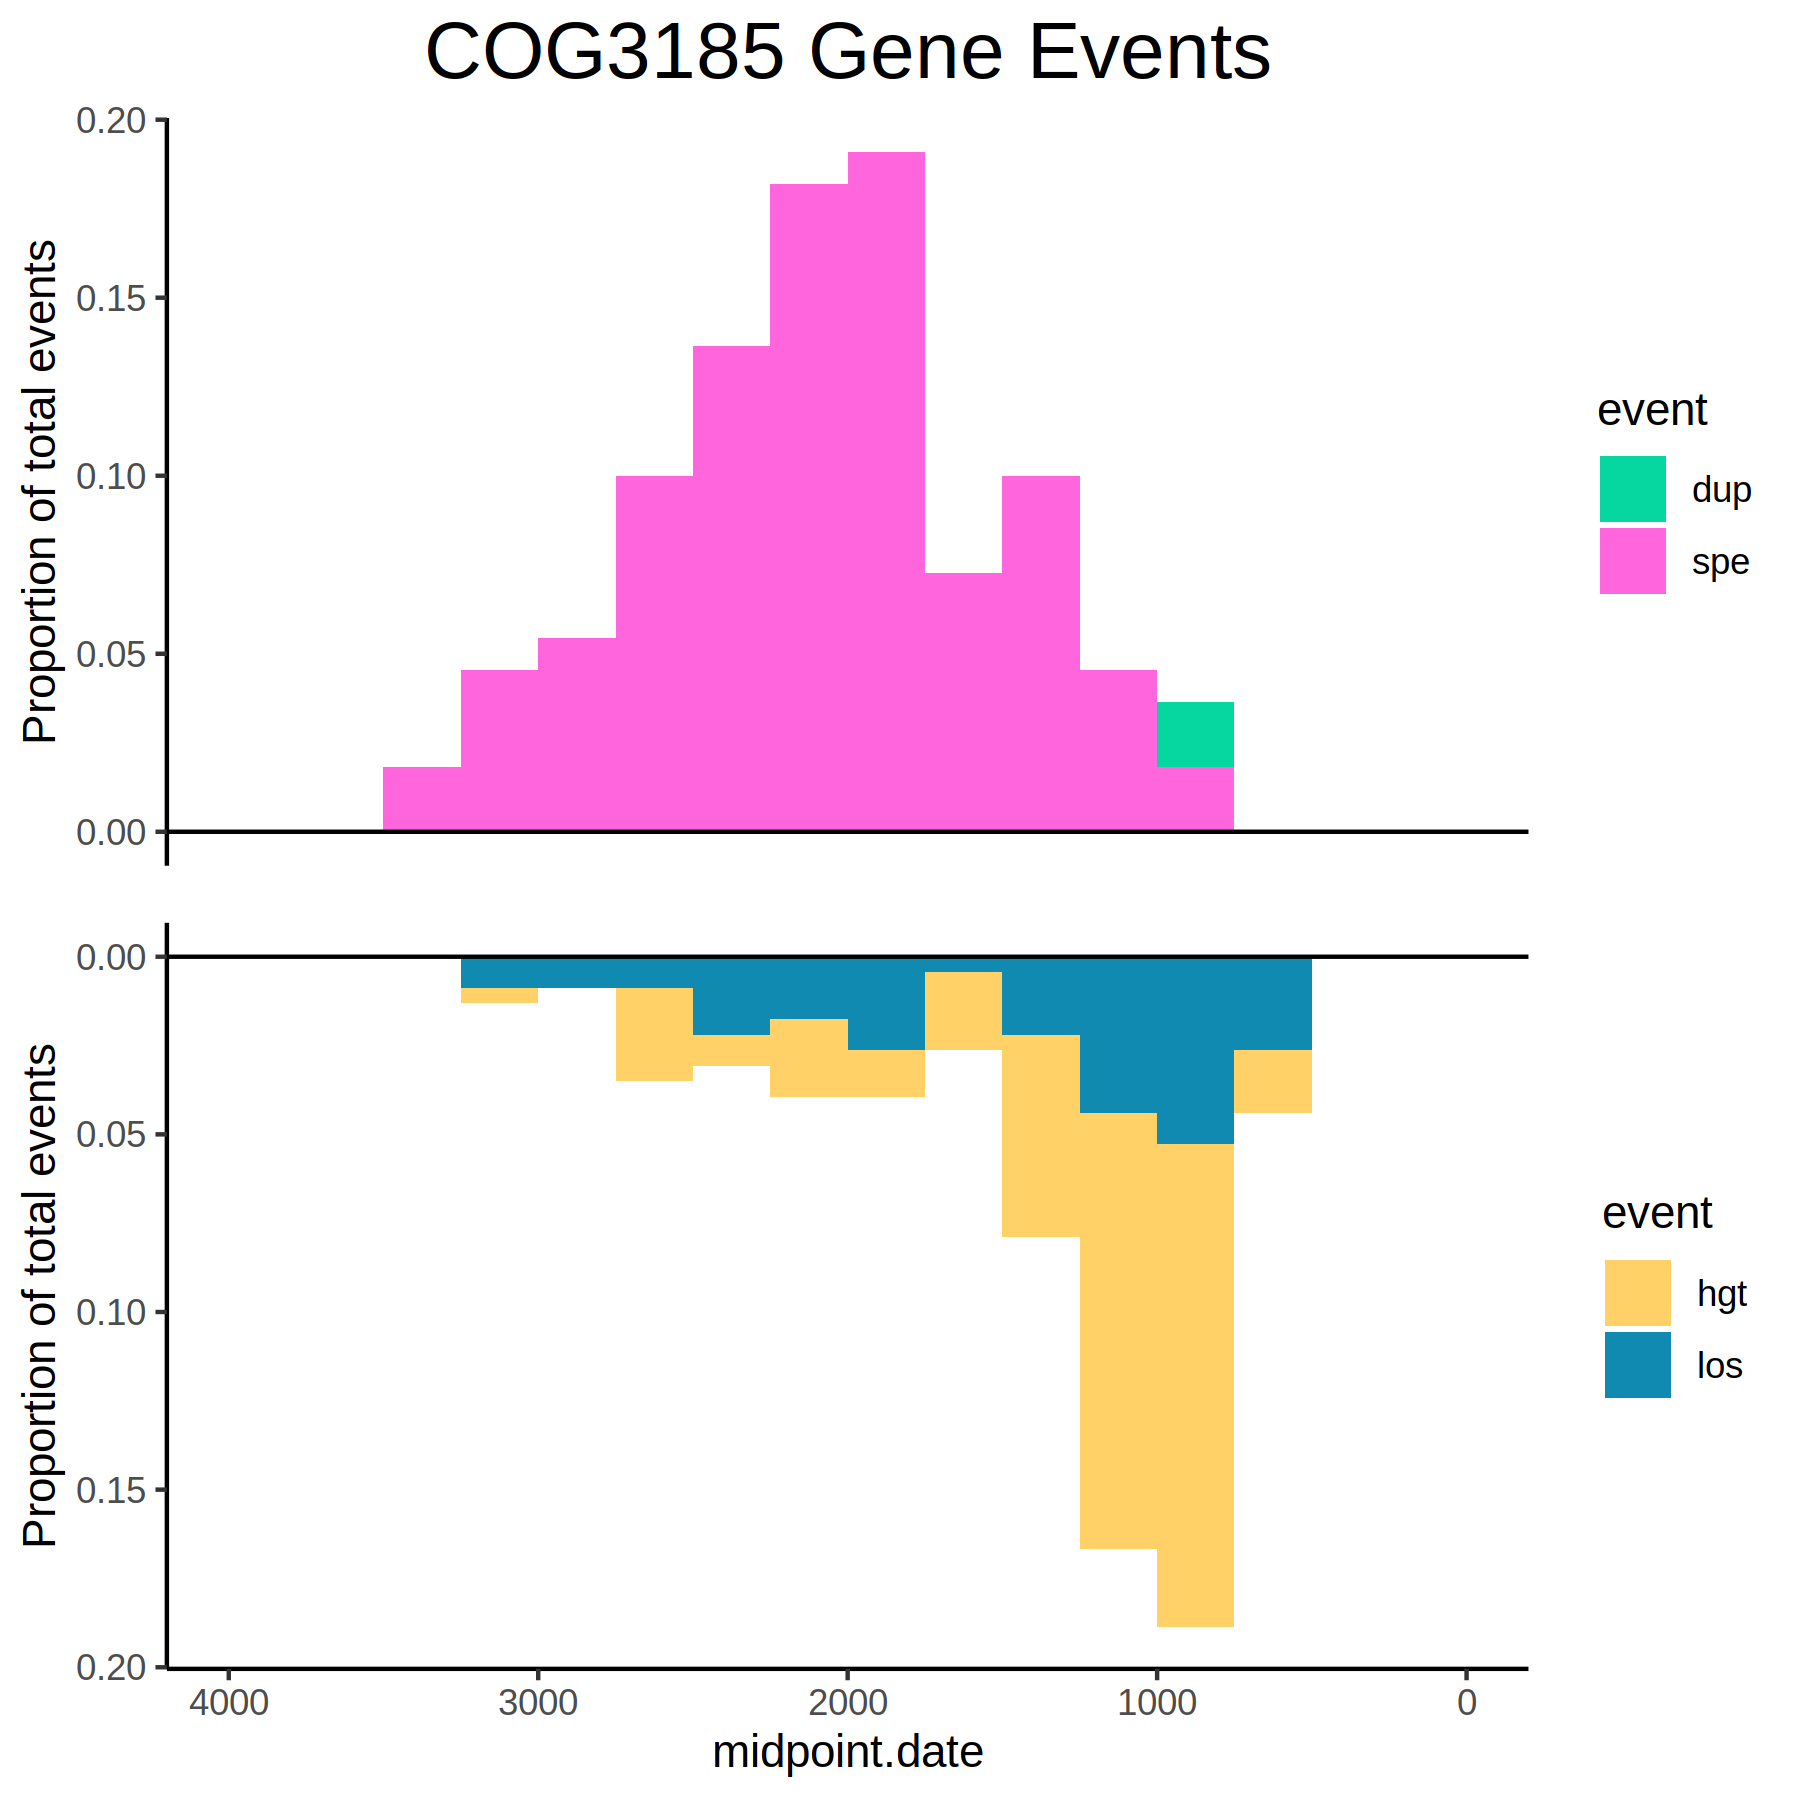 COG3185 Gene Events
0.20
0.15
0.10
0.05
0.00
Proportion of total events
event
dup
spe
0.00
0.05
0.10
0.15
0.20
Proportion of total events
event
hgt
los
4000 3000 2000 1000 0
midpoint.date